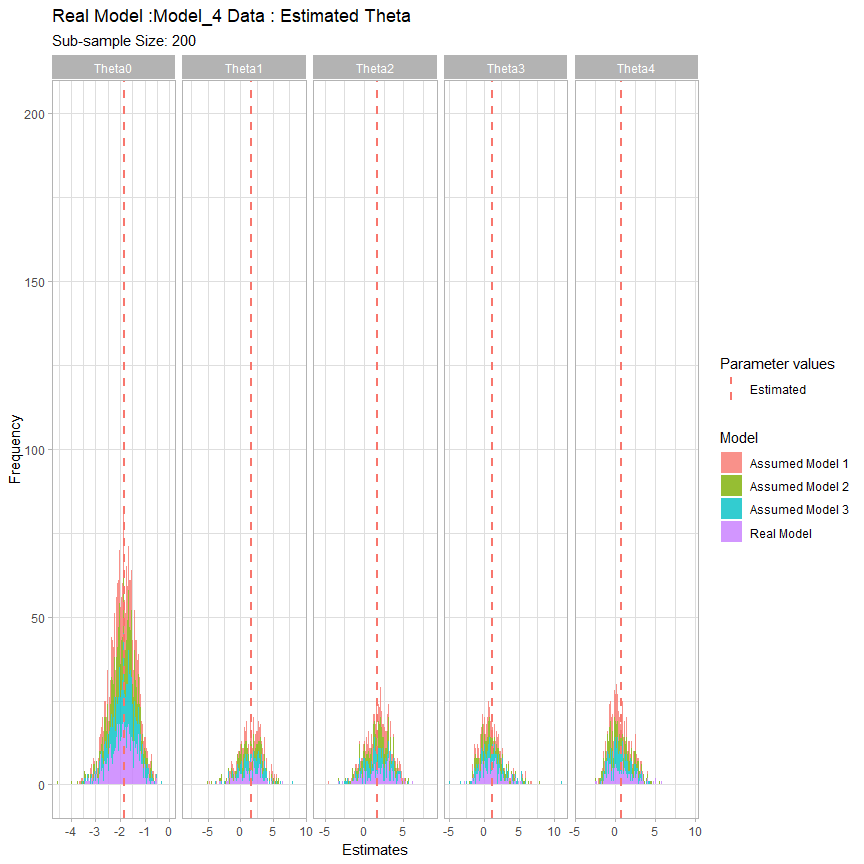 Real Model :Model_4 Data : Estimated Theta
Sub-sample Size: 200
Theta0 Theta1 Theta2 Theta3 Theta4
200
150
100
50
0
Frequency
-4 -3 -2 -1 0 -5 0 5 10 -5 0 5 -5 0 5 10 -5 0 5 10
Estimates
Parameter values
Estimated
Model
Assumed Model 1
Assumed Model 2
Assumed Model 3
Real Model